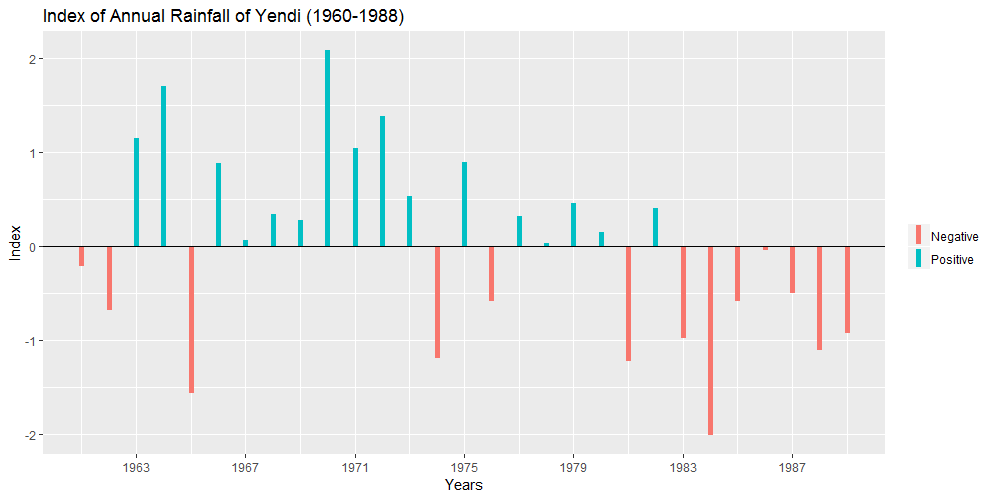 Index of Annual Rainfall of Yendi (1960-1988)
Index
2
1
0
-1
-2
1963 1967 1971 1975 1979 1983 1987
Years
Negative
Positive